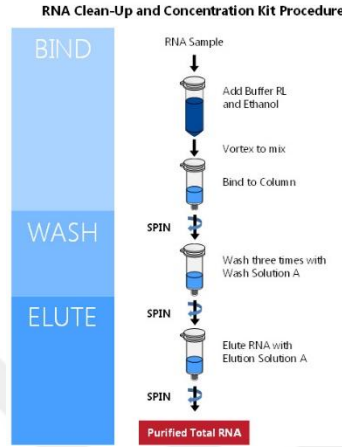 RNA Clean-Up and Concentration Kit Procedure
BIND
RNA Sample
Add Buffer RL
and Ethanol
Vortex to mix
Bind to Column
SPIN
WASH
Wash three times with
Wash Solution A
SPIN
ELUTE
Elute RNA with
Elution Solution A
SPIN
Purified Total RNA